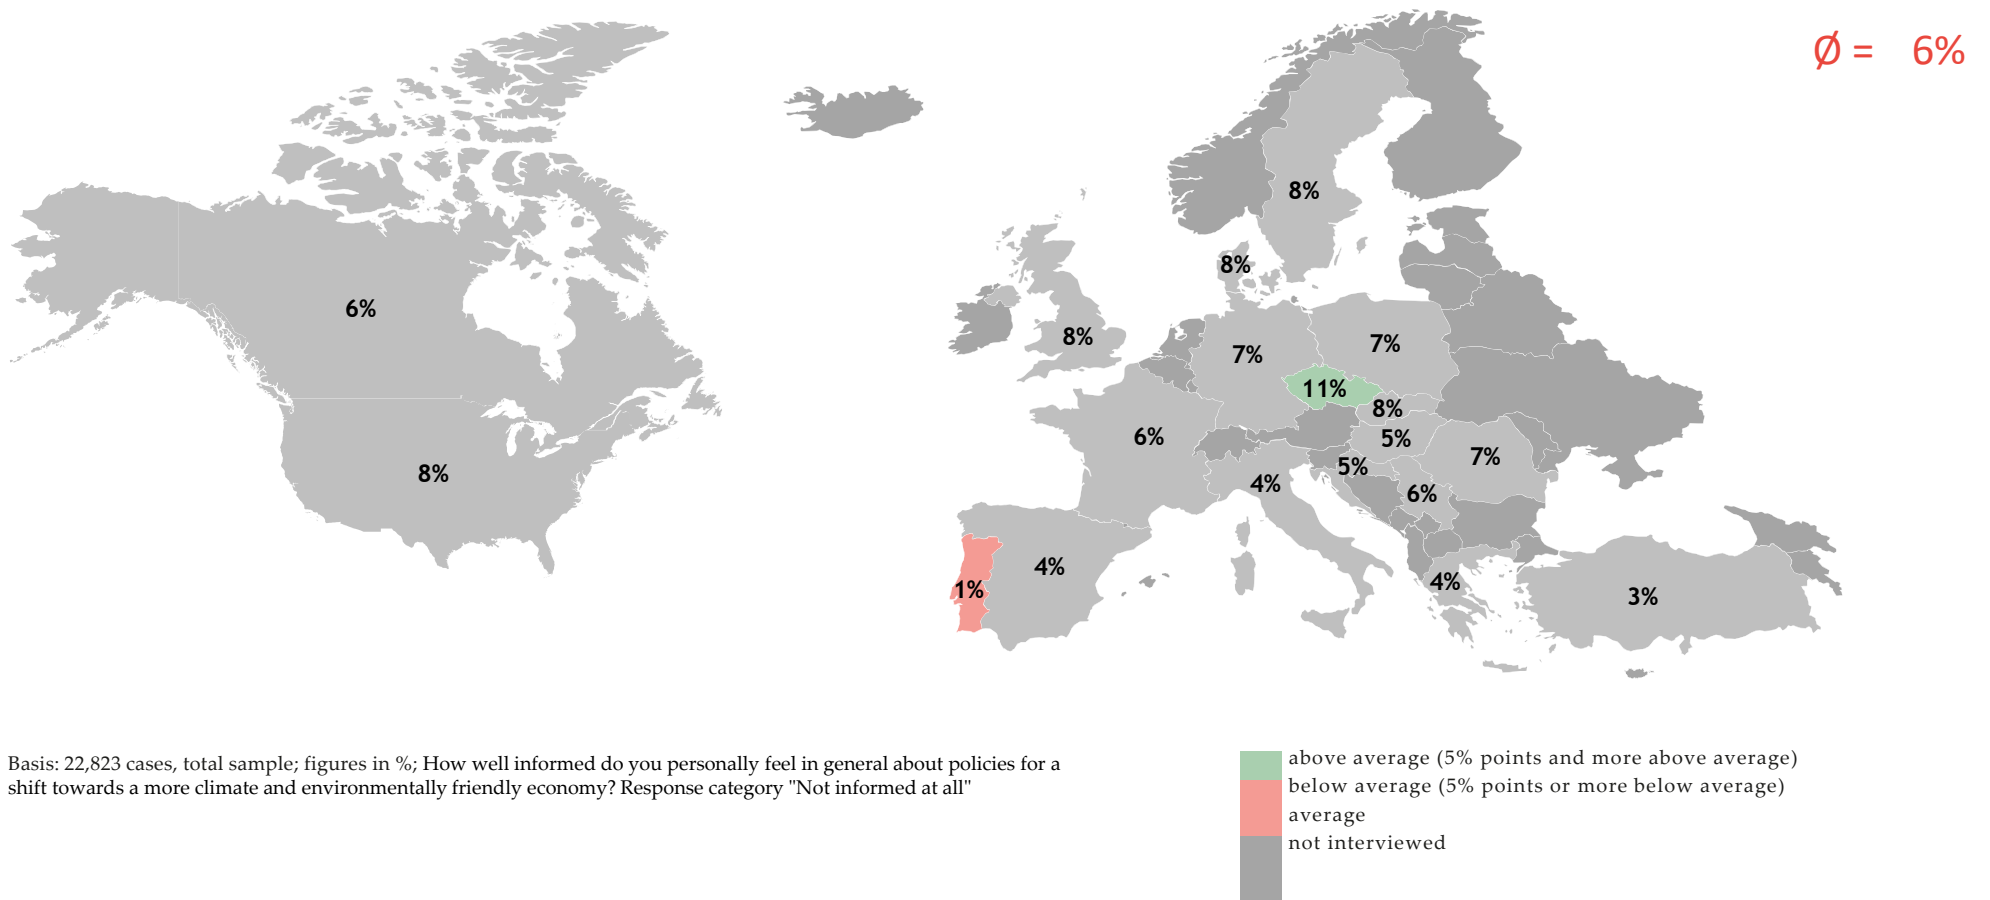 Ø = 6%
8%
8%
6%
8%
7%
7%
11%
8%
6%
5%
7%
5%
8%
4%
6%
4%
1%
4%
3%
Basis: 22,823 cases, total sample; figures in %; How well informed do you personally feel in general about policies for a
shift towards a more climate and environmentally friendly economy? Response category "Not informed at all"
above average (5% points and more above average)
below average (5% points or more below average)
average
not interviewed